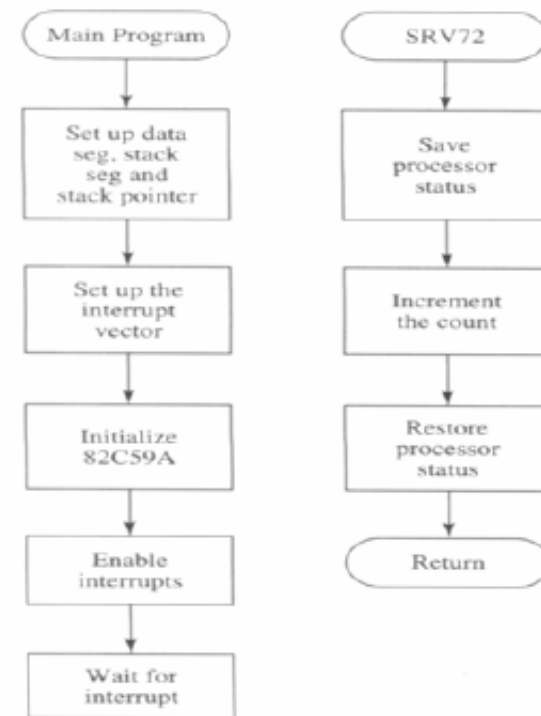 Main Program
Set up data
seg, stack
seg and
stack pointer
Set up the
interrupt
vector
Initialize
82C59A
Enable
interrupts
Wait for
interrupt
SRV72
Save
processor
status
Increment
the count
Restore
processor
status
Return